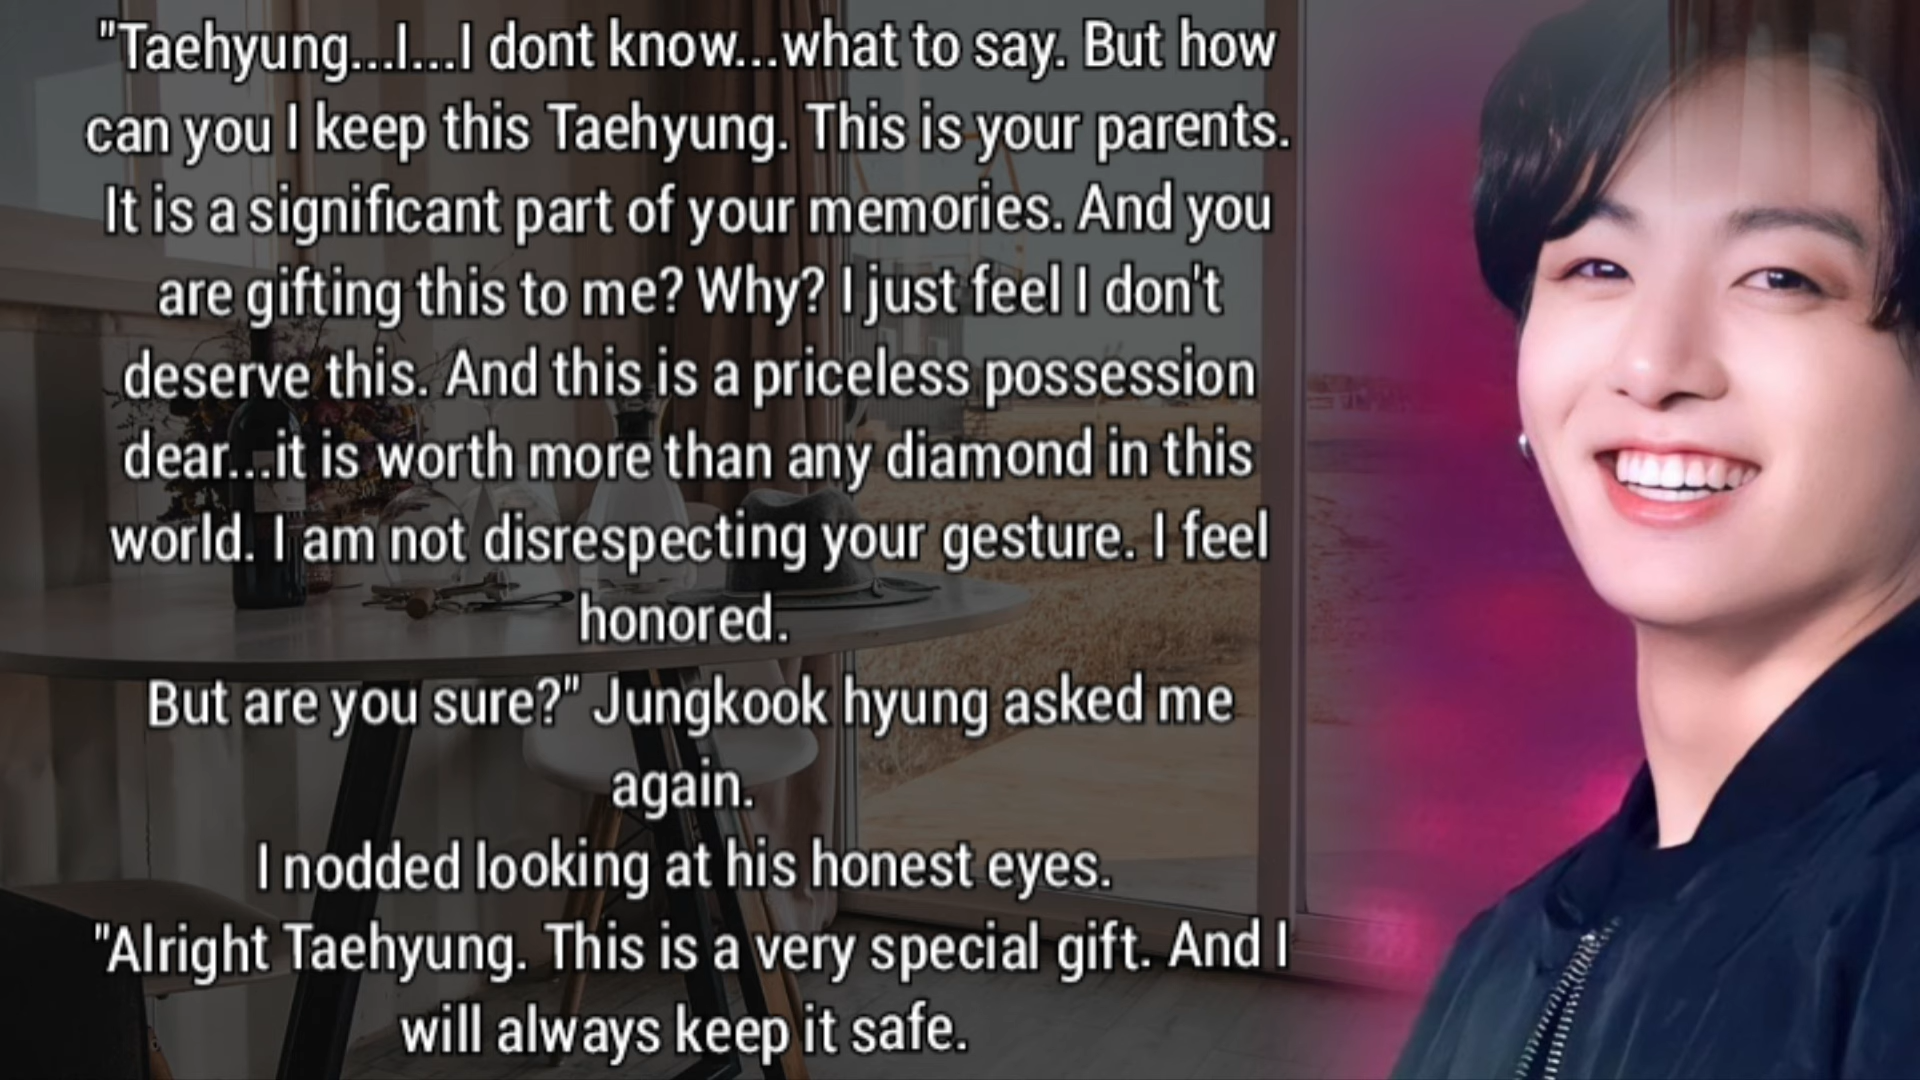 "Taehyung...I...I dont know...what to say. But how
can you I keep this Taehyung. This is your parents.
It is a significant part of your memories. And you
are gifting this to me? Why? I just feel I don't
deserve this. And this is a priceless possession
dear...it is worth more than any diamond in this
world. I am not disrespecting your gesture. I feel
honored.
But are you sure?" Jungkook hyung asked me
again.
I nodded looking at his honest eyes.
"Alright Taehyung. This is a very special gift. And I
will always keep it safe.